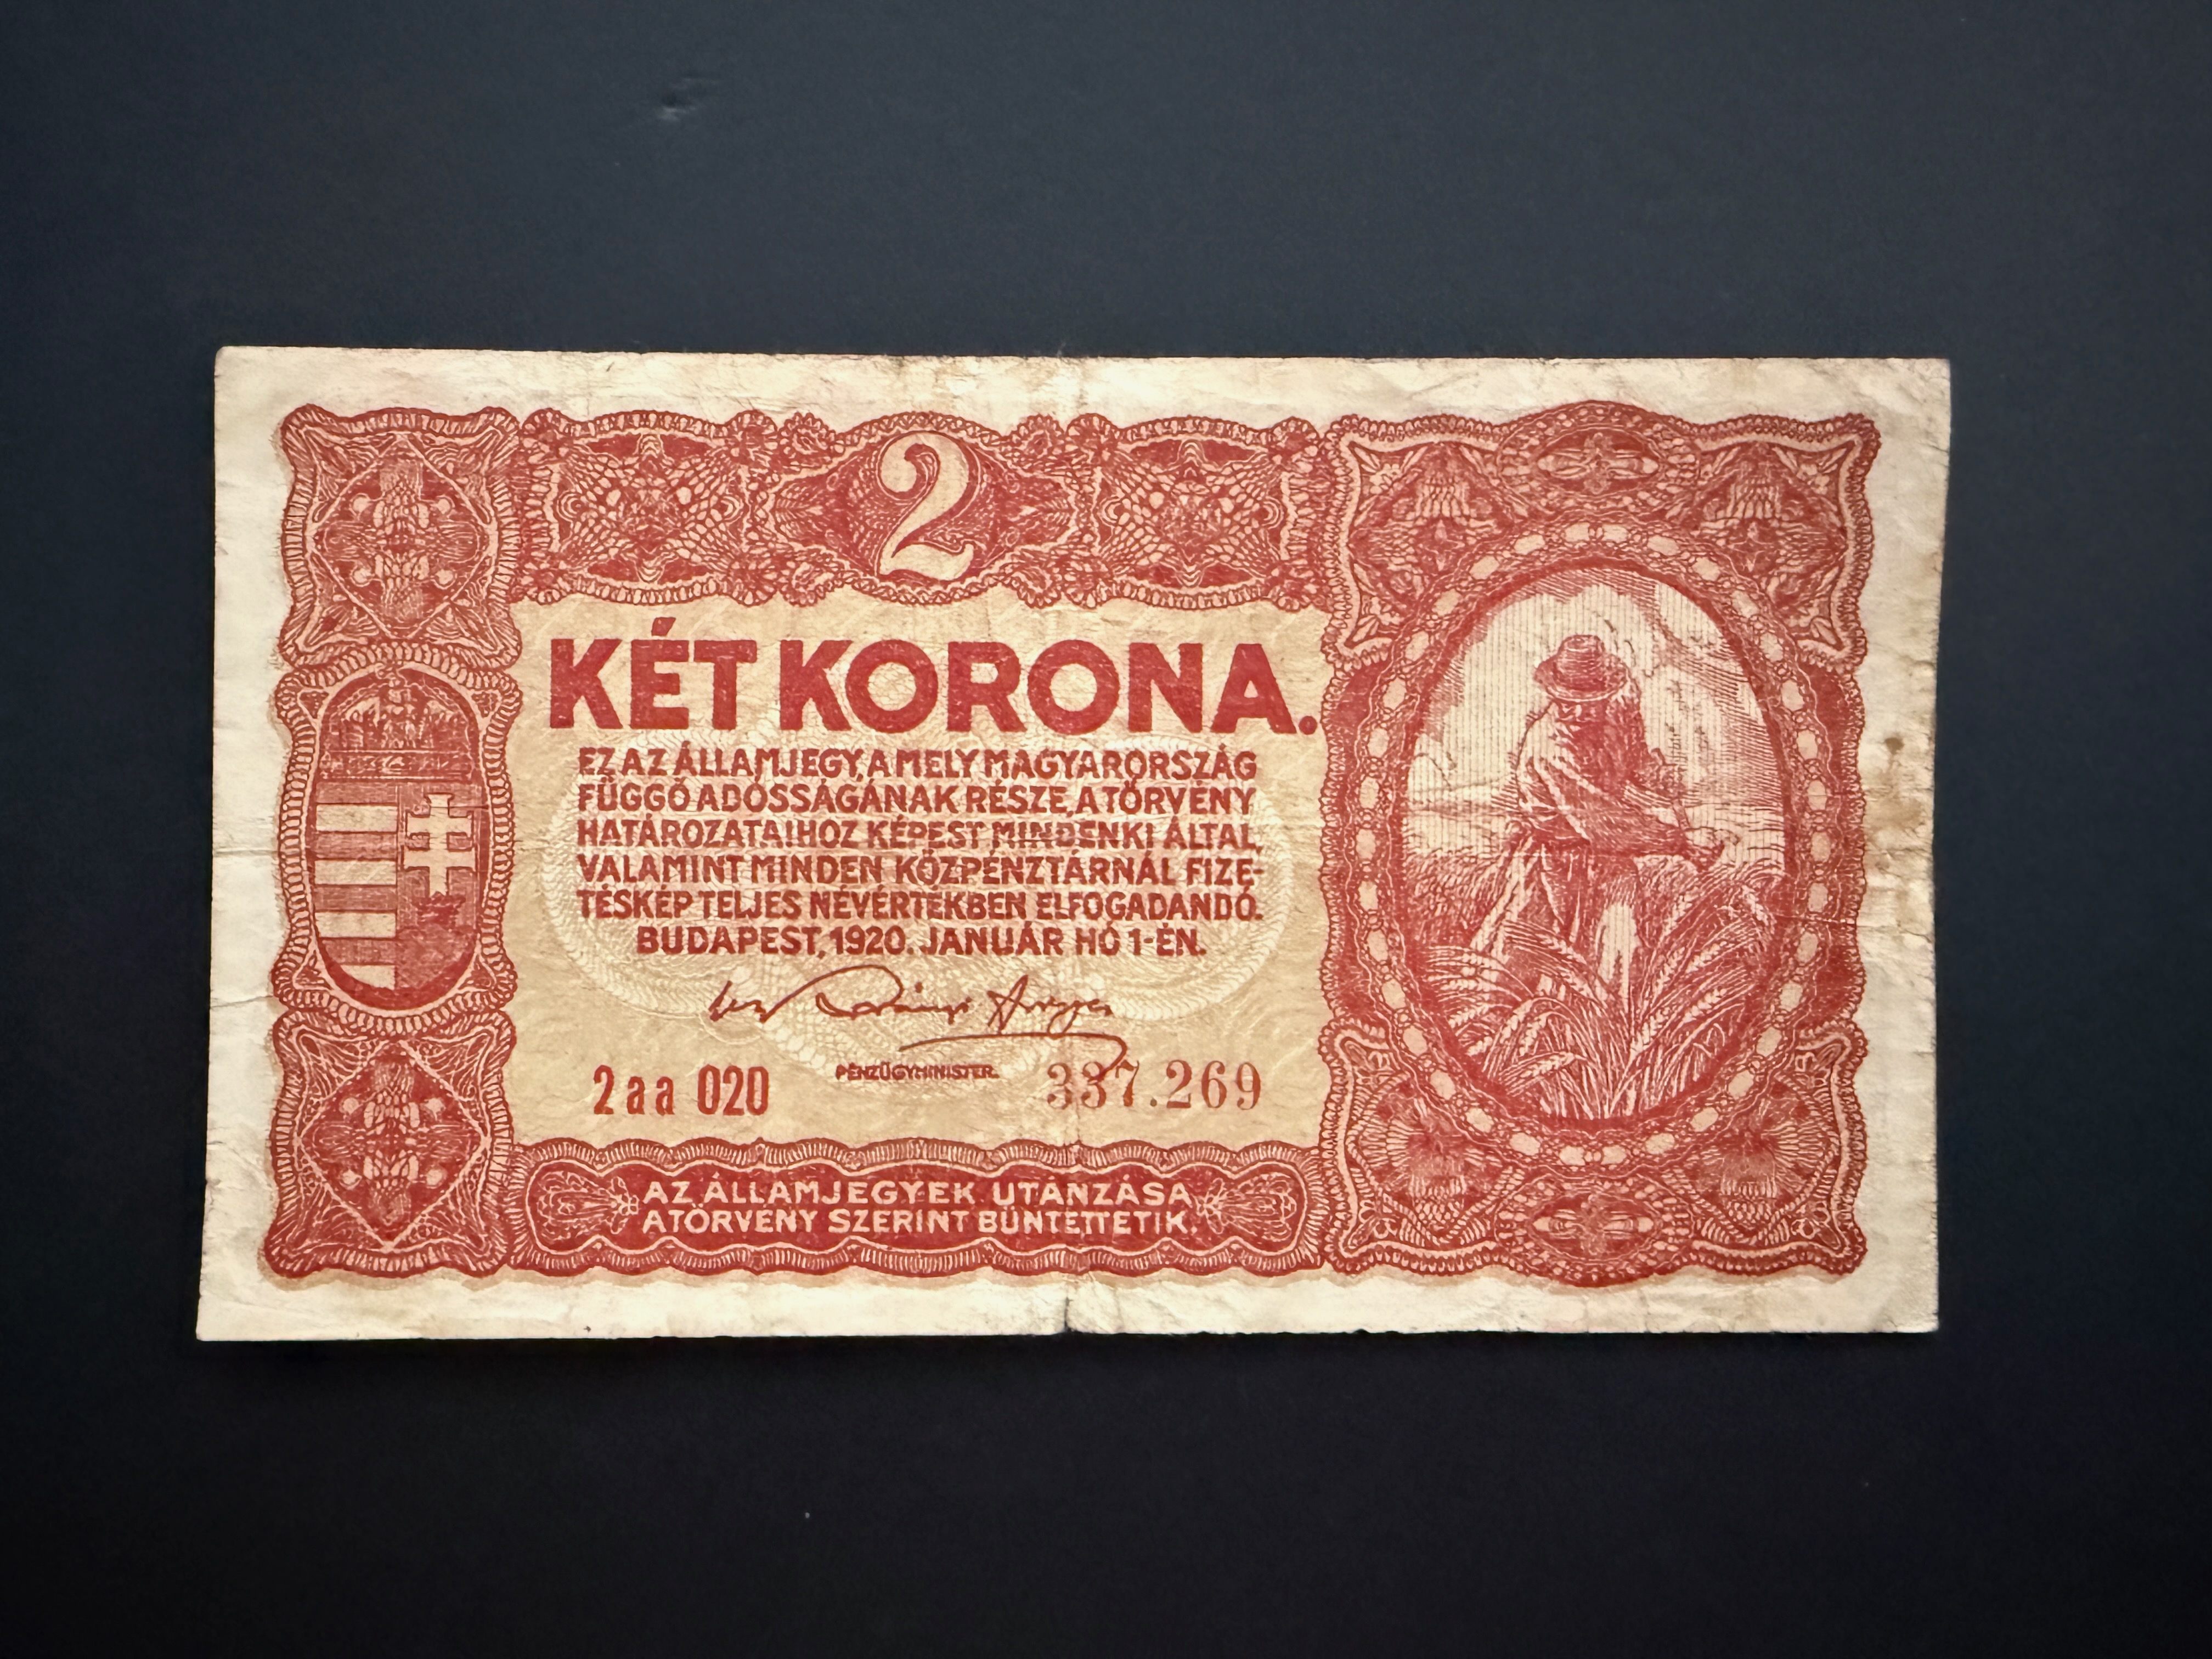 2
KÉT KORONA.
EZ AZ ÁLLAMJEGY, A MELY MAGYARORSZÁG
FÜGGŐ ADÓSSÁGÁNAK RÉSZE, A TÖRVÉNY
HATÁROZATAIHOZ KÉPEST MINDENKI ÁLTAL,
VALAMINT MINDEN KÖZPÉNZTÁRNÁL FIZE-
TÉSKÉP TELJES NÉVÉRTÉKBEN ELFOGADANDÓ.
BUDAPEST, 1920. JANUÁR HÓ 1-ÉN.
PÉNZÜGYMINISTER.
2aa 020 337.269
AZ ÁLLAMJEGYEK UTÁNZÁSA
A TÖRVÉNY SZERINT BÜNTETTETIK.